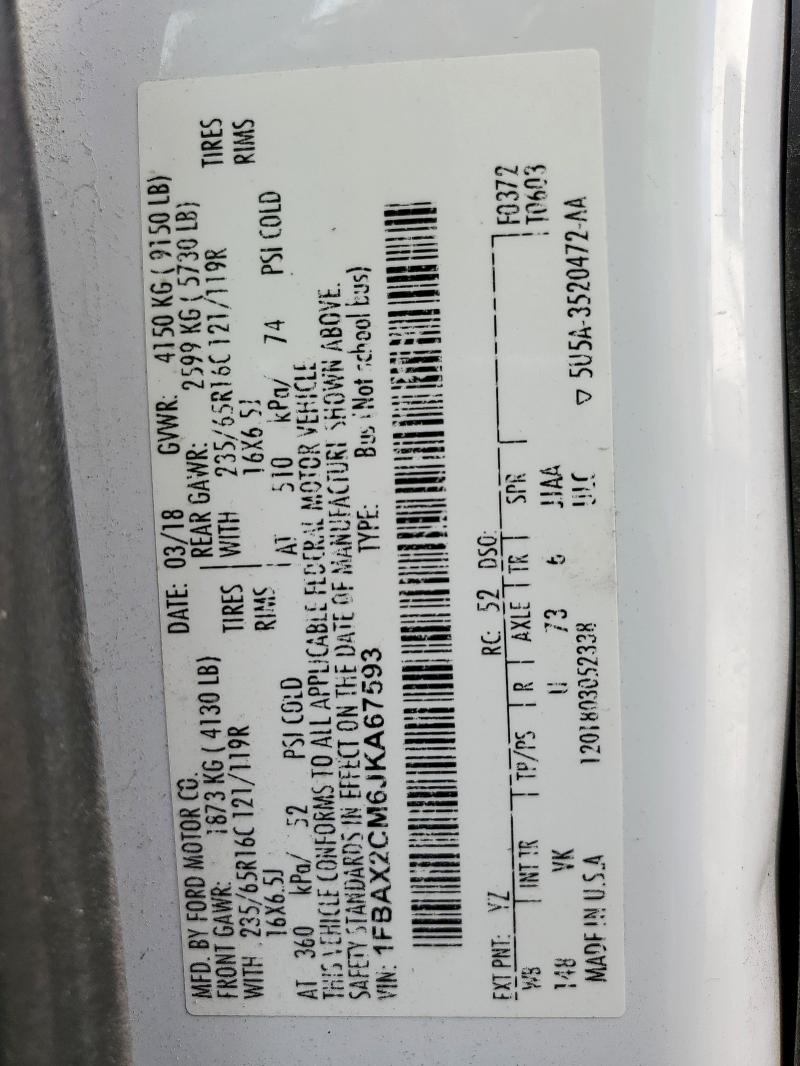 MFD. BY FORD MOTOR CO.
DATE: 03/18 GVWR: 4150 KG ( 9150 LB)
FRONT GAWR: 1873 KG ( 4130 LB) REAR GAWR: 2599 KG ( 5730 LB)
WITH 235/65R16C 121/119R TIRES WITH 235/65R16C 121/119R TIRES
16X6.5J RIMS 16X6.5J RIMS
AT 360 kPa/ 52 PSI COLD AT 510 kPa/ 74 PSI COLD
THIS VEHICLE CONFORMS TO ALL APPLICABLE FEDERAL MOTOR VEHICLE
SAFETY STANDARDS IN EFFECT ON THE DATE OF MANUFACTURE SHOWN ABOVE.
VIN: 1FBAX2CM6JKA67593 TYPE: Bus (Not school bus)
EXT PNT: YZ RC: 52 DSO: F0372
WB INT TR TP/PS R AXLE TR SPR T0603
148 VK U 73 6 JJAA
1201803052338 ULC
MADE IN U.S.A ▽ 5U5A-3520472-AA